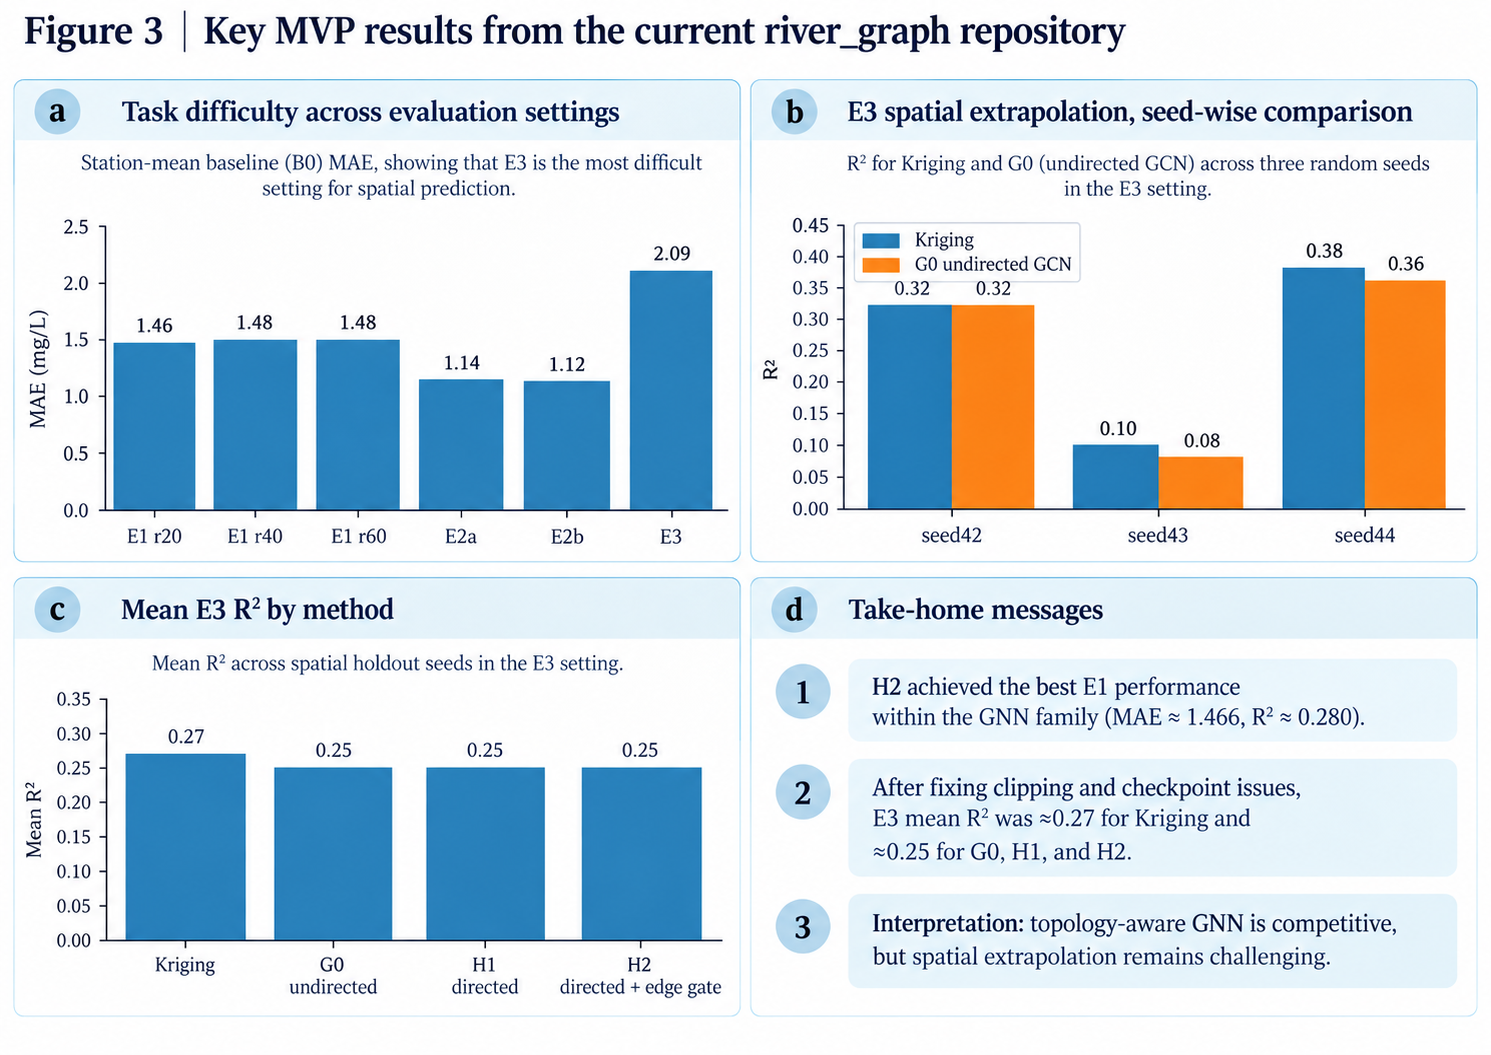 Figure 3 | Key MVP results from the current river_graph repository
a Task difficulty across evaluation settings
Station-mean baseline (B0) MAE, showing that E3 is the most difficult
setting for spatial prediction.
MAE (mg/L)
2.5
2.0
1.5
1.0
0.5
0.0
1.46
1.48
1.48
1.14
1.12
2.09
E1 r20
E1 r40
E1 r60
E2a
E2b
E3
b E3 spatial extrapolation, seed-wise comparison
R² for Kriging and G0 (undirected GCN) across three random seeds
in the E3 setting.
R²
0.45
0.40
0.35
0.30
0.25
0.20
0.15
0.10
0.05
0.00
Kriging
G0 undirected GCN
0.32
0.32
0.10
0.08
0.38
0.36
seed42
seed43
seed44
c Mean E3 R² by method
Mean R² across spatial holdout seeds in the E3 setting.
Mean R²
0.35
0.30
0.25
0.20
0.15
0.10
0.05
0.00
0.27
0.25
0.25
0.25
Kriging
G0
undirected
H1
directed
H2
directed + edge gate
d Take-home messages
1
H2 achieved the best E1 performance
within the GNN family (MAE ≈ 1.466, R² ≈ 0.280).
2
After fixing clipping and checkpoint issues,
E3 mean R² was ≈0.27 for Kriging and
≈0.25 for G0, H1, and H2.
3
Interpretation: topology-aware GNN is competitive,
but spatial extrapolation remains challenging.